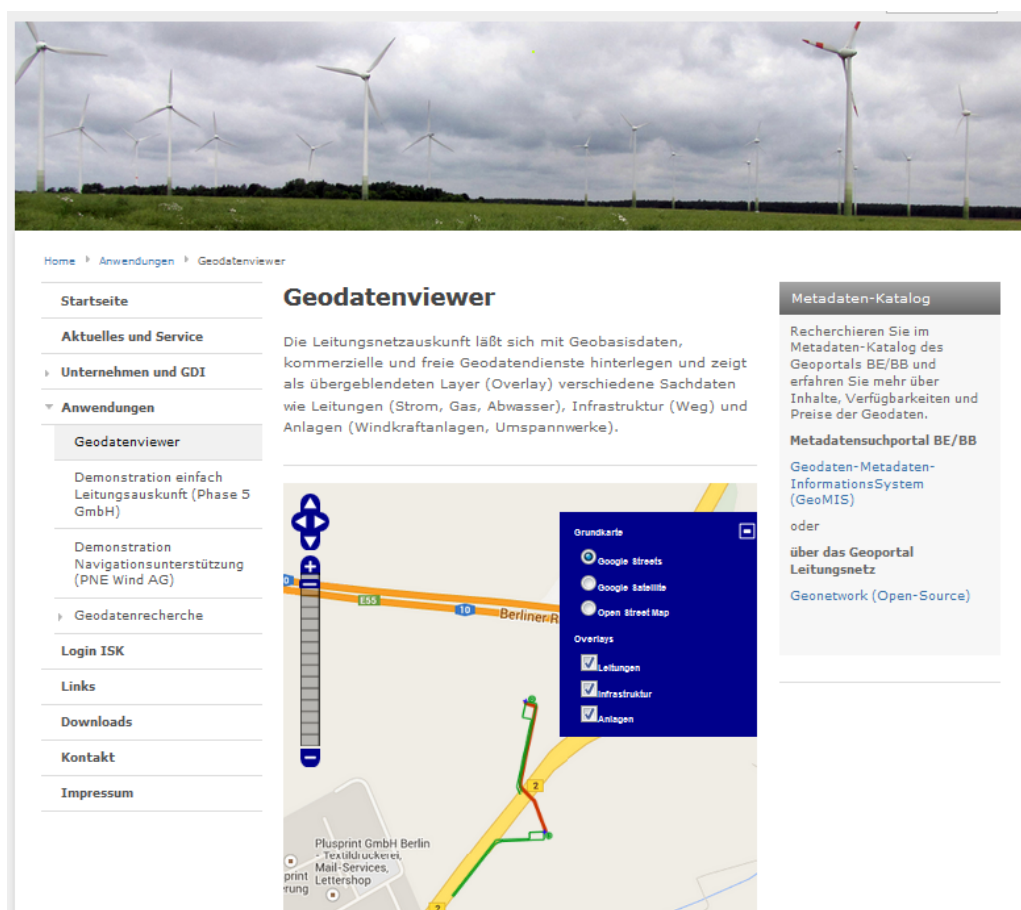 Home Anwendungen Geodatenviewer
Startseite
Aktuelles und Service
Unternehmen und GDI
Anwendungen
Geodatenviewer
Demonstration einfach
Leitungsauskunft (Phase 5
GmbH)
Demonstration
Navigationsunterstützung
(PNE Wind AG)
Geodatenrecherche
Login ISK
Links
Downloads
Kontakt
Impressum
Geodatenviewer
Die Leitungsnetzauskunft läßt sich mit Geobasisdaten,
kommerzielle und freie Geodatendienste hinterlegen und zeigt
als übergeblendeten Layer (Overlay) verschiedene Sachdaten
wie Leitungen (Strom, Gas, Abwasser), Infrastruktur (Weg) und
Anlagen (Windkraftanlagen, Umspannwerke).
Grundkarte
Google Streets
Google Satellite
Open Street Map
Overlays
Leitungen
Infrastruktur
Anlagen
E55
10
Berliner R
2
Plusprint GmbH Berlin
- Textildruckerei,
Mail-Services,
print Lettershop
erung
2
Metadaten-Katalog
Recherchieren Sie im
Metadaten-Katalog des
Geoportals BE/BB und
erfahren Sie mehr über
Inhalte, Verfügbarkeiten und
Preise der Geodaten.
Metadatensuchportal BE/BB
Geodaten-Metadaten-
InformationsSystem
(GeoMIS)
oder
über das Geoportal
Leitungsnetz
Geonetwork (Open-Source)